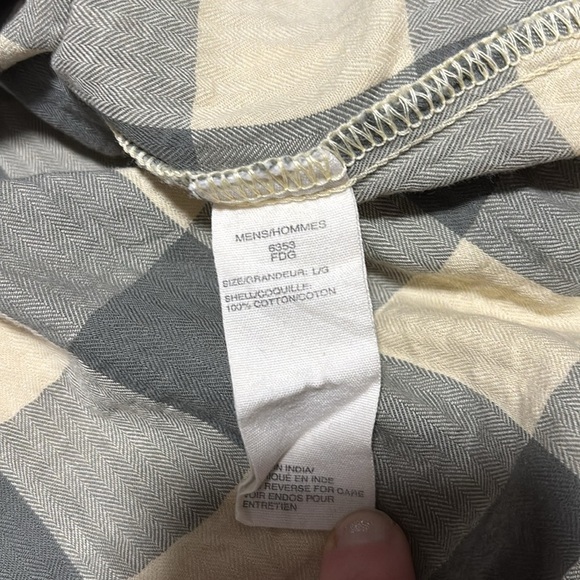 MENS/HOMMES
6353
FDG
SIZE/GRANDEUR: L/G
SHELL/COQUILLE:
100% COTTON/COTON
IN INDIA/
EN INDE
REVERSE FOR CARE
VOIR ENDOS POUR
ENTRETIEN